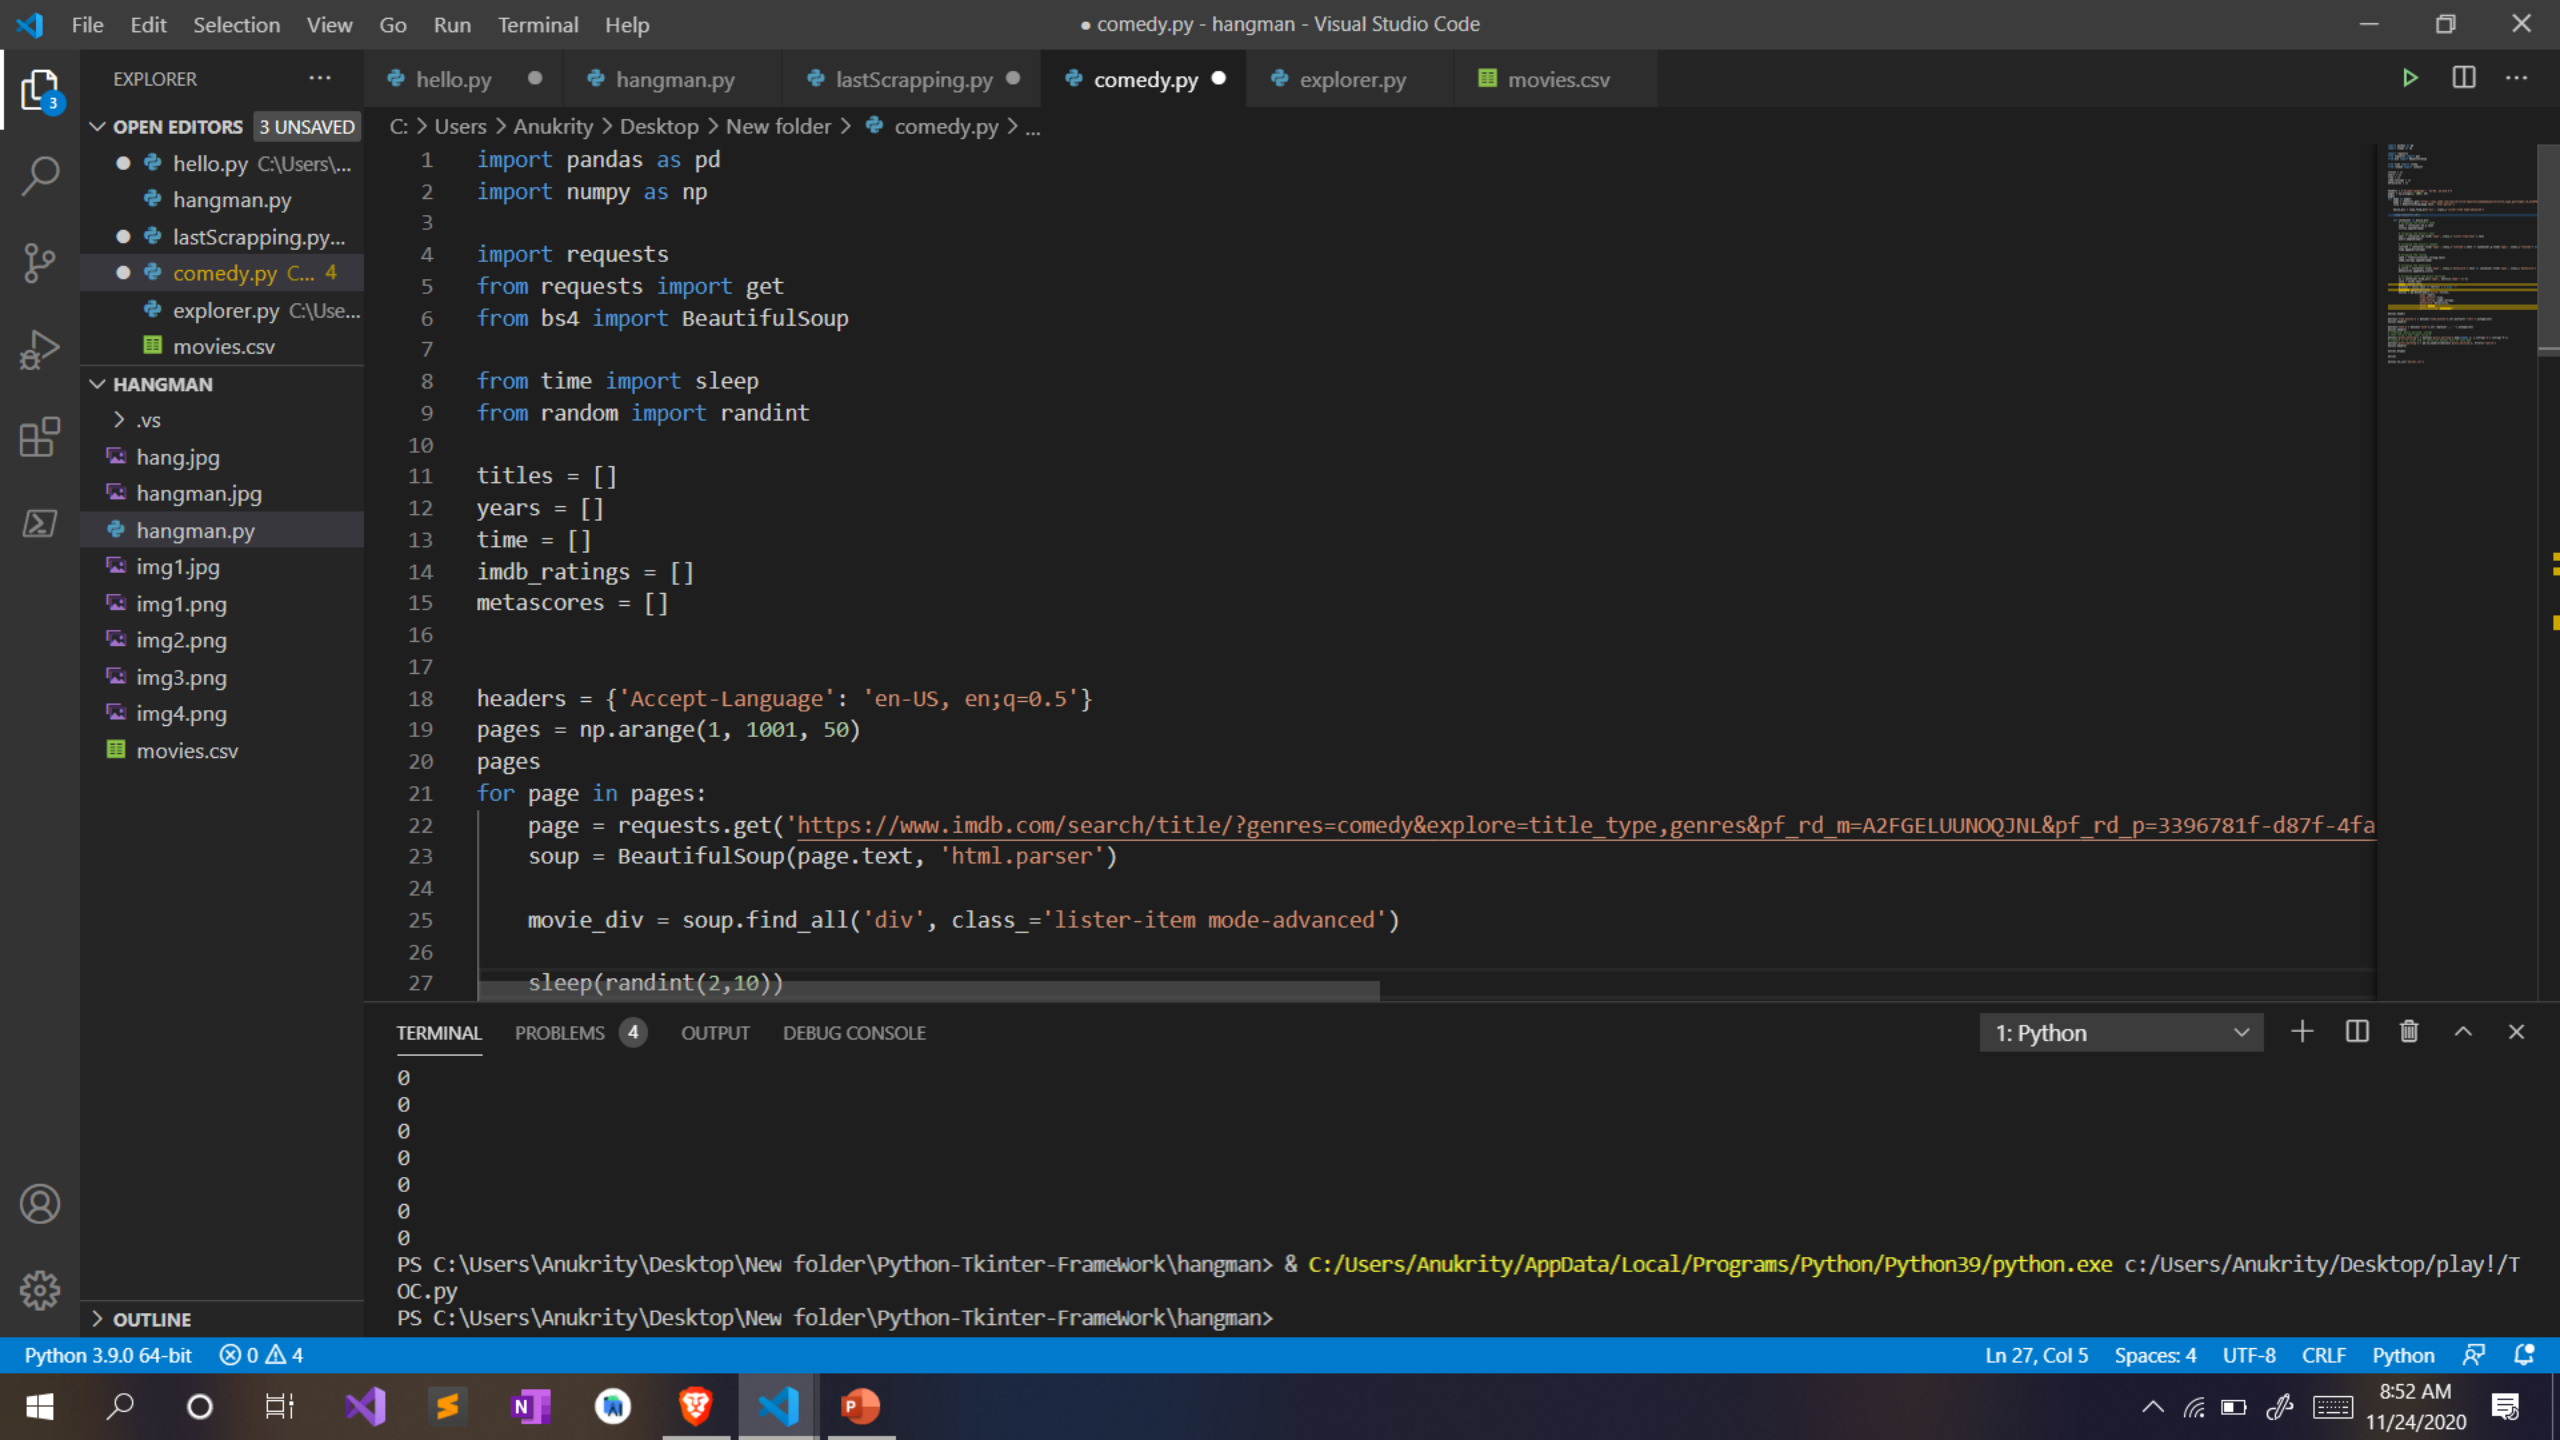 File Edit Selection View Go Run Terminal Help
● comedy.py - hangman - Visual Studio Code
EXPLORER
hello.py
hangman.py
lastScrapping.py
comedy.py
explorer.py
movies.csv
3
OPEN EDITORS 3 UNSAVED
hello.py C:\Users\...
hangman.py
lastScrapping.py...
comedy.py C... 4
explorer.py C:\Use...
movies.csv
HANGMAN
.vs
hang.jpg
hangman.jpg
hangman.py
img1.jpg
img1.png
img2.png
img3.png
img4.png
movies.csv
OUTLINE
C: > Users > Anukrity > Desktop > New folder > comedy.py > ...
1 import pandas as pd
2 import numpy as np
3
4 import requests
5 from requests import get
6 from bs4 import BeautifulSoup
7
8 from time import sleep
9 from random import randint
10
11 titles = []
12 years = []
13 time = []
14 imdb_ratings = []
15 metascores = []
16
17
18 headers = {'Accept-Language': 'en-US, en;q=0.5'}
19 pages = np.arange(1, 1001, 50)
20 pages
21 for page in pages:
22 page = requests.get('https://www.imdb.com/search/title/?genres=comedy&explore=title_type,genres&pf_rd_m=A2FGELUUNOQJNL&pf_rd_p=3396781f-d87f-4fa
23 soup = BeautifulSoup(page.text, 'html.parser')
24
25 movie_div = soup.find_all('div', class_='lister-item mode-advanced')
26
27 sleep(randint(2,10))
TERMINAL PROBLEMS 4 OUTPUT DEBUG CONSOLE
1: Python
0
0
0
0
0
0
0
PS C:\Users\Anukrity\Desktop\New folder\Python-Tkinter-FrameWork\hangman> & C:/Users/Anukrity/AppData/Local/Programs/Python/Python39/python.exe c:/Users/Anukrity/Desktop/play!/T
OC.py
PS C:\Users\Anukrity\Desktop\New folder\Python-Tkinter-FrameWork\hangman>
Python 3.9.0 64-bit 0 4
Ln 27, Col 5 Spaces: 4 UTF-8 CRLF Python
8:52 AM
11/24/2020